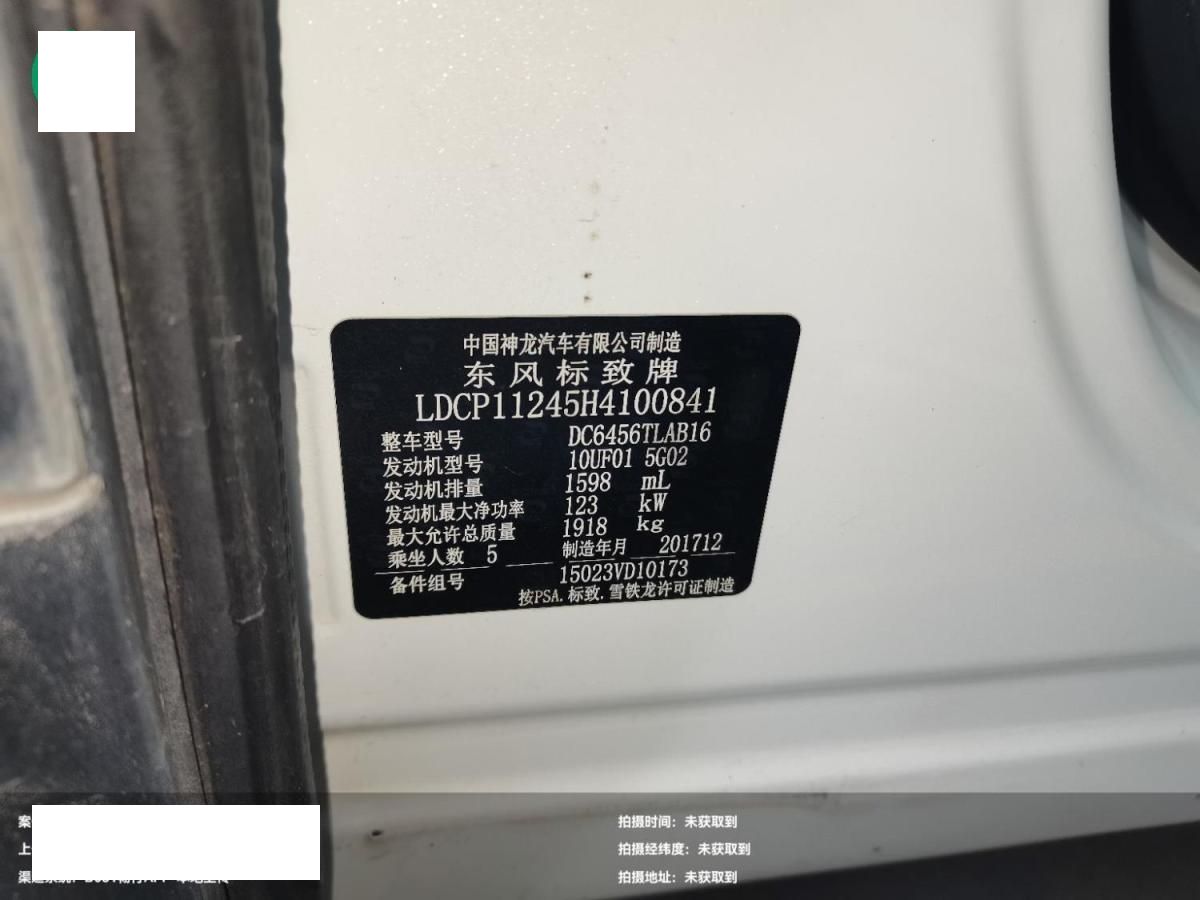 中国神龙汽车有限公司制造
东风标致牌
LDCP11245H4100841
整车型号 DC6456TLAB16
发动机型号 10UF01 5G02
发动机排量 1598 mL
发动机最大净功率 123 kW
最大允许总质量 1918 kg
乘坐人数 5 制造年月 201712
备件组号 15023VD10173
按PSA.标致.雪铁龙许可证制造
案
上
拍摄时间：未获取到
拍摄经纬度：未获取到
拍摄地址：未获取到